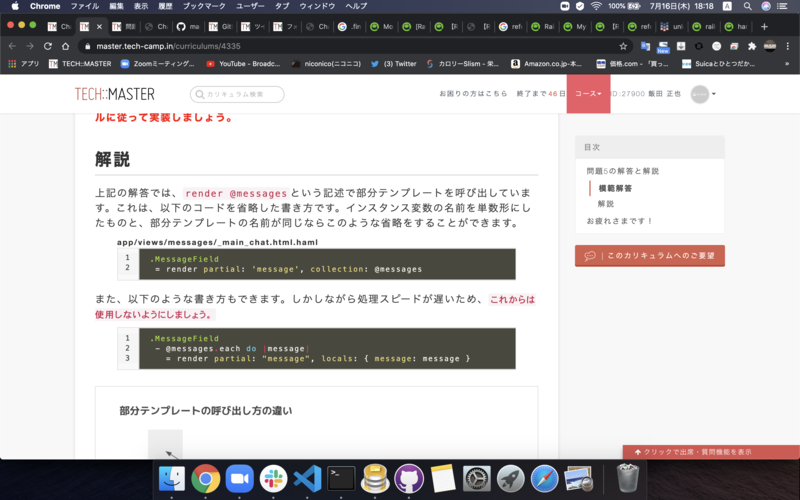 Chrome ファイル 編集 表示 履歴 ブックマーク ユーザー タブ ウィンドウ ヘルプ 100% 7月16日(木) 18:18
master.tech-camp.in/curriculums/4335
アプリ TECH::MASTER Zoomミーティング... YouTube - Broadc... niconico(ニコニコ) (3) Twitter カロリーSlism - 栄... Amazon.co.jp-本... 価格.com - 「買っ... Suicaとひとつだか... »
TECH::MASTER カリキュラム検索 お困りの方はこちら 終了まで46日 コース ID:27900 飯田 正也
ルに従って実装しましょう。
解説
上記の解答では、render @messagesという記述で部分テンプレートを呼び出していま
す。これは、以下のコードを省略した書き方です。インスタンス変数の名前を単数形にし
たものと、部分テンプレートの名前が同じならこのような省略をすることができます。
app/views/messages/_main_chat.html.haml
1 .MessageField
2 = render partial: 'message', collection: @messages
また、以下のような書き方もできます。しかしながら処理スピードが遅いため、これからは
使用しないようにしましょう。
1 .MessageField
2 - @messages.each do |message|
3 = render partial: "message", locals: { message: message }
部分テンプレートの呼び出し方の違い
目次
問題5の解答と解説
模範解答
解説
お疲れさまです！
| このカリキュラムへのご要望
クリックで出席・質問機能を表示